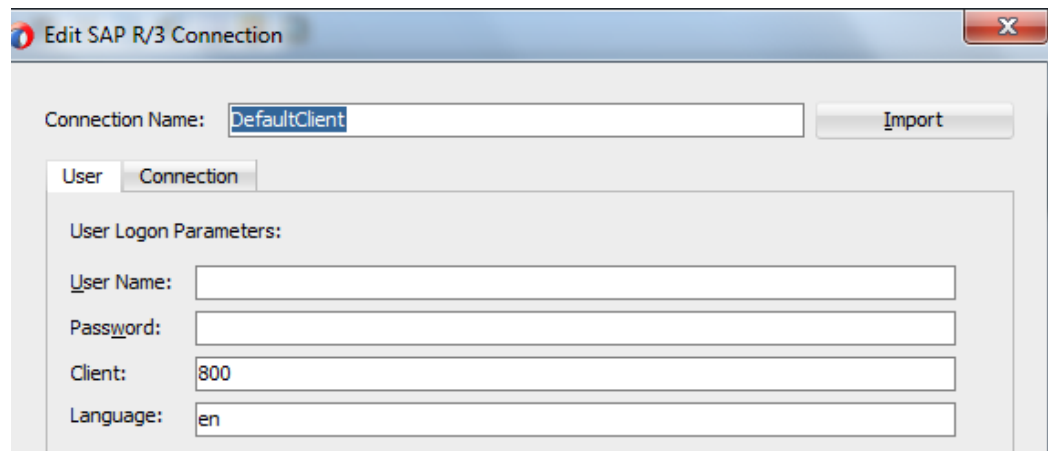 Edit SAP R/3 Connection
Connection Name: DefaultClient Import
User Connection
User Logon Parameters:
User Name:
Password:
Client: 800
Language: en